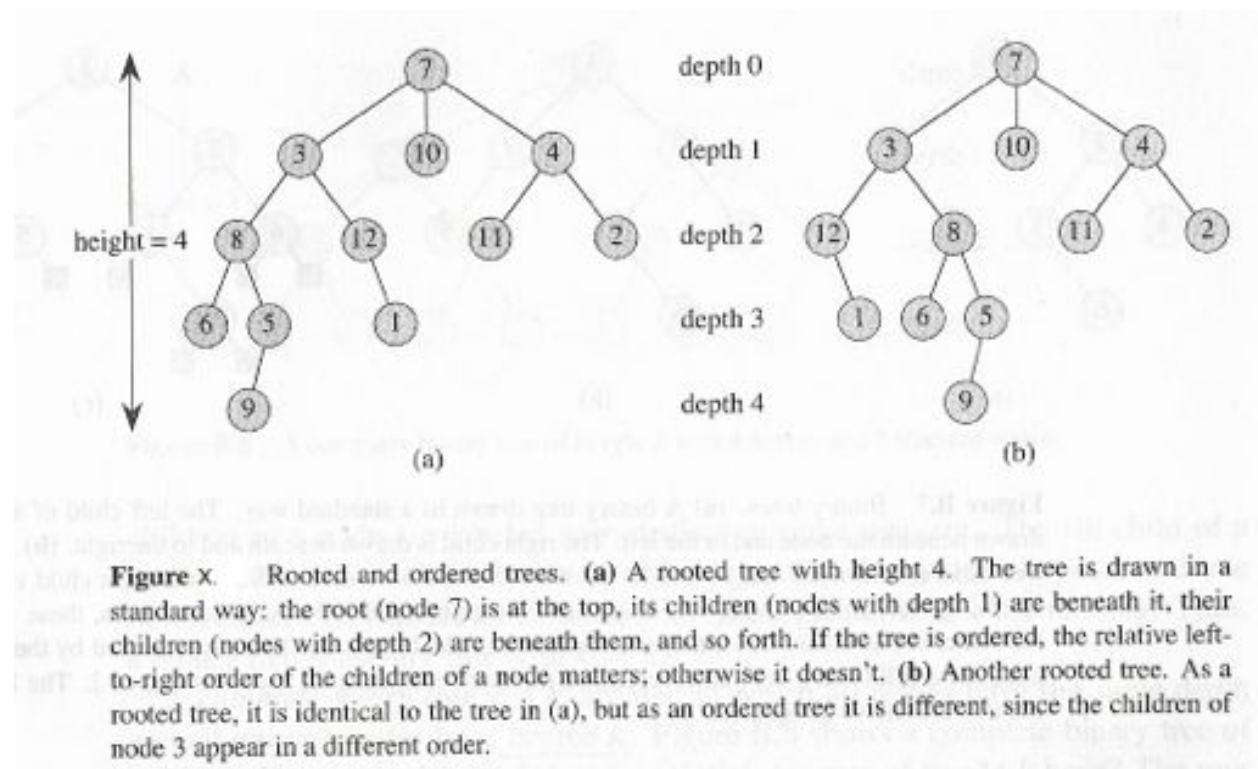 7 depth 0 7
3 10 4 depth 1 3 10 4
height = 4 8 12 11 2 depth 2 12 8 11 2
6 5 1 depth 3 1 6 5
9 depth 4 9
(a) (b)
Figure x. Rooted and ordered trees. (a) A rooted tree with height 4. The tree is drawn in a
standard way: the root (node 7) is at the top, its children (nodes with depth 1) are beneath it, their
children (nodes with depth 2) are beneath them, and so forth. If the tree is ordered, the relative left-
to-right order of the children of a node matters; otherwise it doesn't. (b) Another rooted tree. As a
rooted tree, it is identical to the tree in (a), but as an ordered tree it is different, since the children of
node 3 appear in a different order.